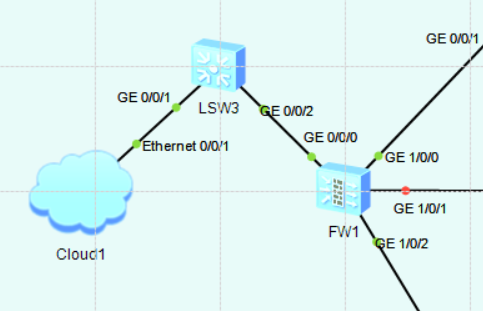 GE 0/0/1
GE 0/0/1
LSW3
GE 0/0/2
Ethernet 0/0/1
GE 0/0/0
GE 1/0/0
GE 1/0/1
FW1
GE 1/0/2
Cloud1